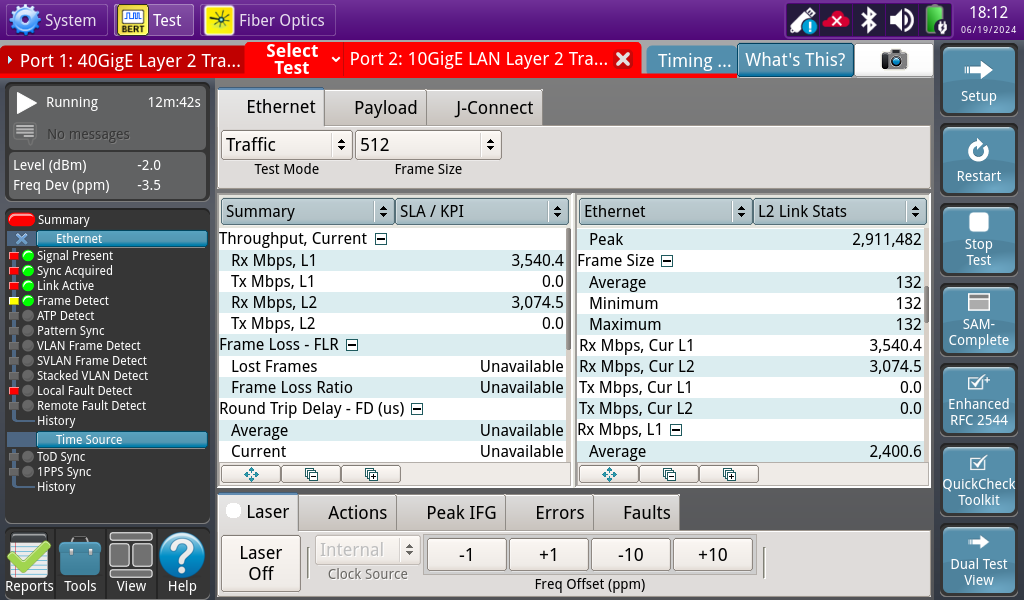 System
BERT
Test
Fiber Optics
18:12
06/19/2024
Port 1: 40GigE Layer 2 Tra...
Select Test
Port 2: 10GigE LAN Layer 2 Tra...
Timing ...
What's This?
Running 12m:42s
No messages
Level (dBm) -2.0
Freq Dev (ppm) -3.5
Summary
Ethernet
Signal Present
Sync Acquired
Link Active
Frame Detect
ATP Detect
Pattern Sync
VLAN Frame Detect
SVLAN Frame Detect
Stacked VLAN Detect
Local Fault Detect
Remote Fault Detect
History
Time Source
ToD Sync
1PPS Sync
History
Reports
Tools
View
Help
Ethernet
Payload
J-Connect
Traffic
512
Test Mode
Frame Size
Summary
SLA / KPI
Throughput, Current
Rx Mbps, L1 3,540.4
Tx Mbps, L1 0.0
Rx Mbps, L2 3,074.5
Tx Mbps, L2 0.0
Frame Loss - FLR
Lost Frames Unavailable
Frame Loss Ratio Unavailable
Round Trip Delay - FD (us)
Average Unavailable
Current Unavailable
Ethernet
L2 Link Stats
Peak 2,911,482
Frame Size
Average 132
Minimum 132
Maximum 132
Rx Mbps, Cur L1 3,540.4
Rx Mbps, Cur L2 3,074.5
Tx Mbps, Cur L1 0.0
Tx Mbps, Cur L2 0.0
Rx Mbps, L1
Average 2,400.6
Laser
Actions
Peak IFG
Errors
Faults
Laser
Off
Internal
Clock Source
-1
+1
-10
+10
Freq Offset (ppm)
Setup
Restart
Stop
Test
SAM-
Complete
Enhanced
RFC 2544
QuickCheck
Toolkit
Dual Test
View